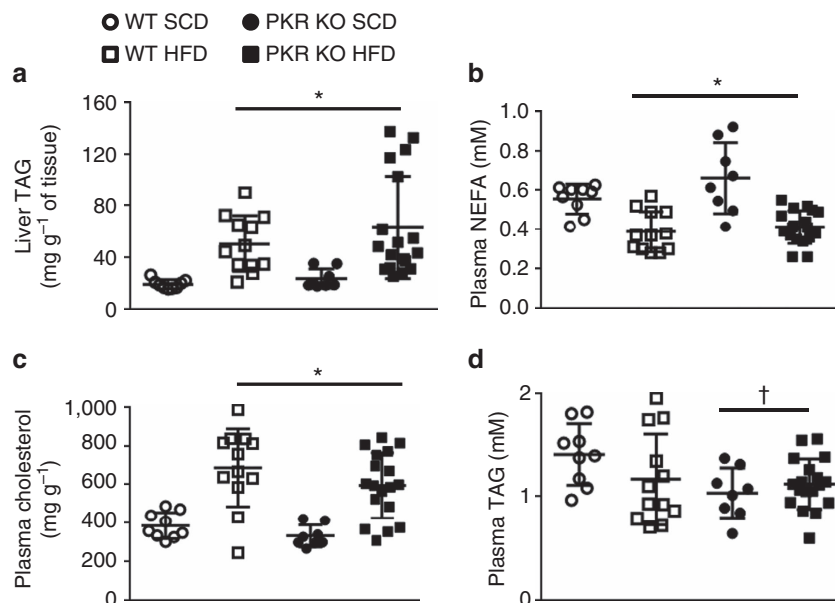 WT SCD PKR KO SCD
WT HFD PKR KO HFD
a
*
Liver TAG
(mg g⁻¹ of tissue)
160
120
80
40
0
b
*
Plasma NEFA (mM)
1.0
0.8
0.6
0.4
0.2
0.0
c
*
Plasma cholesterol
(mg g⁻¹)
1,000
800
600
400
200
0
d
†
Plasma TAG (mM)
2
1
0